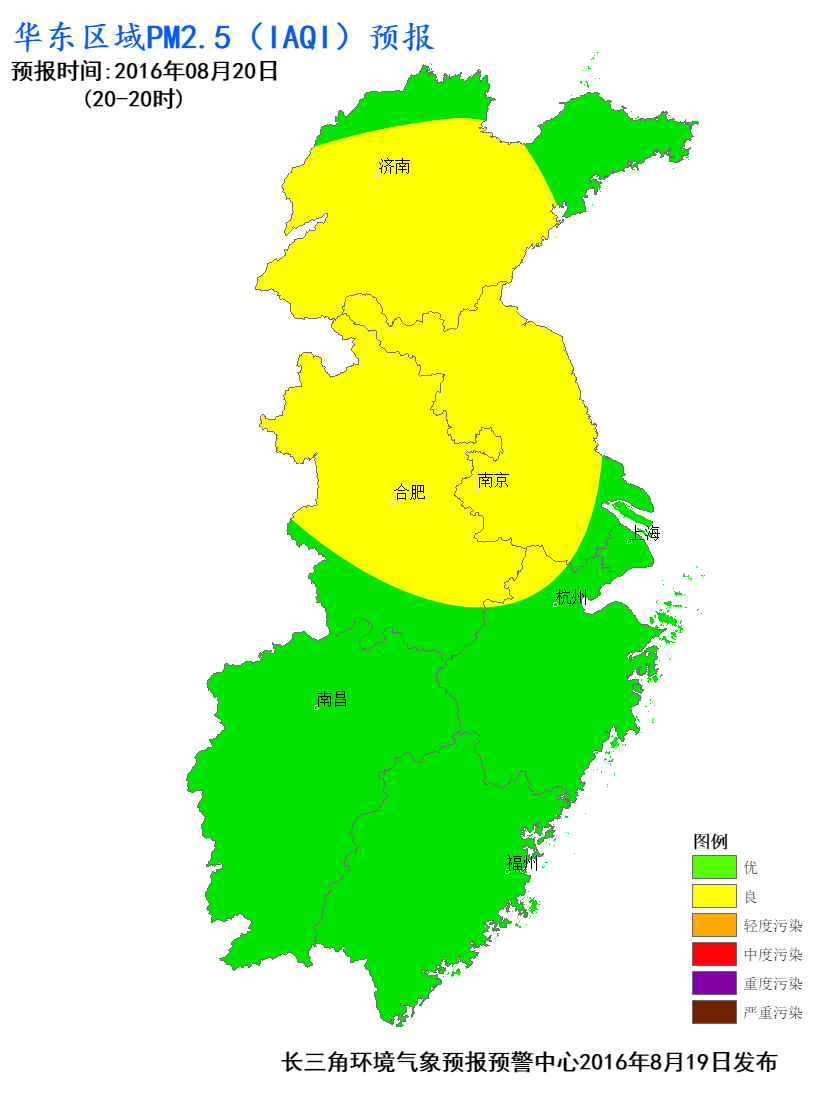 华东区域PM2.5（IAQI）预报
预报时间:2016年08月20日
(20-20时)
济南
合肥
南京
上海
杭州
南昌
福州
图例
优
良
轻度污染
中度污染
重度污染
严重污染
长三角环境气象预报预警中心2016年8月19日发布